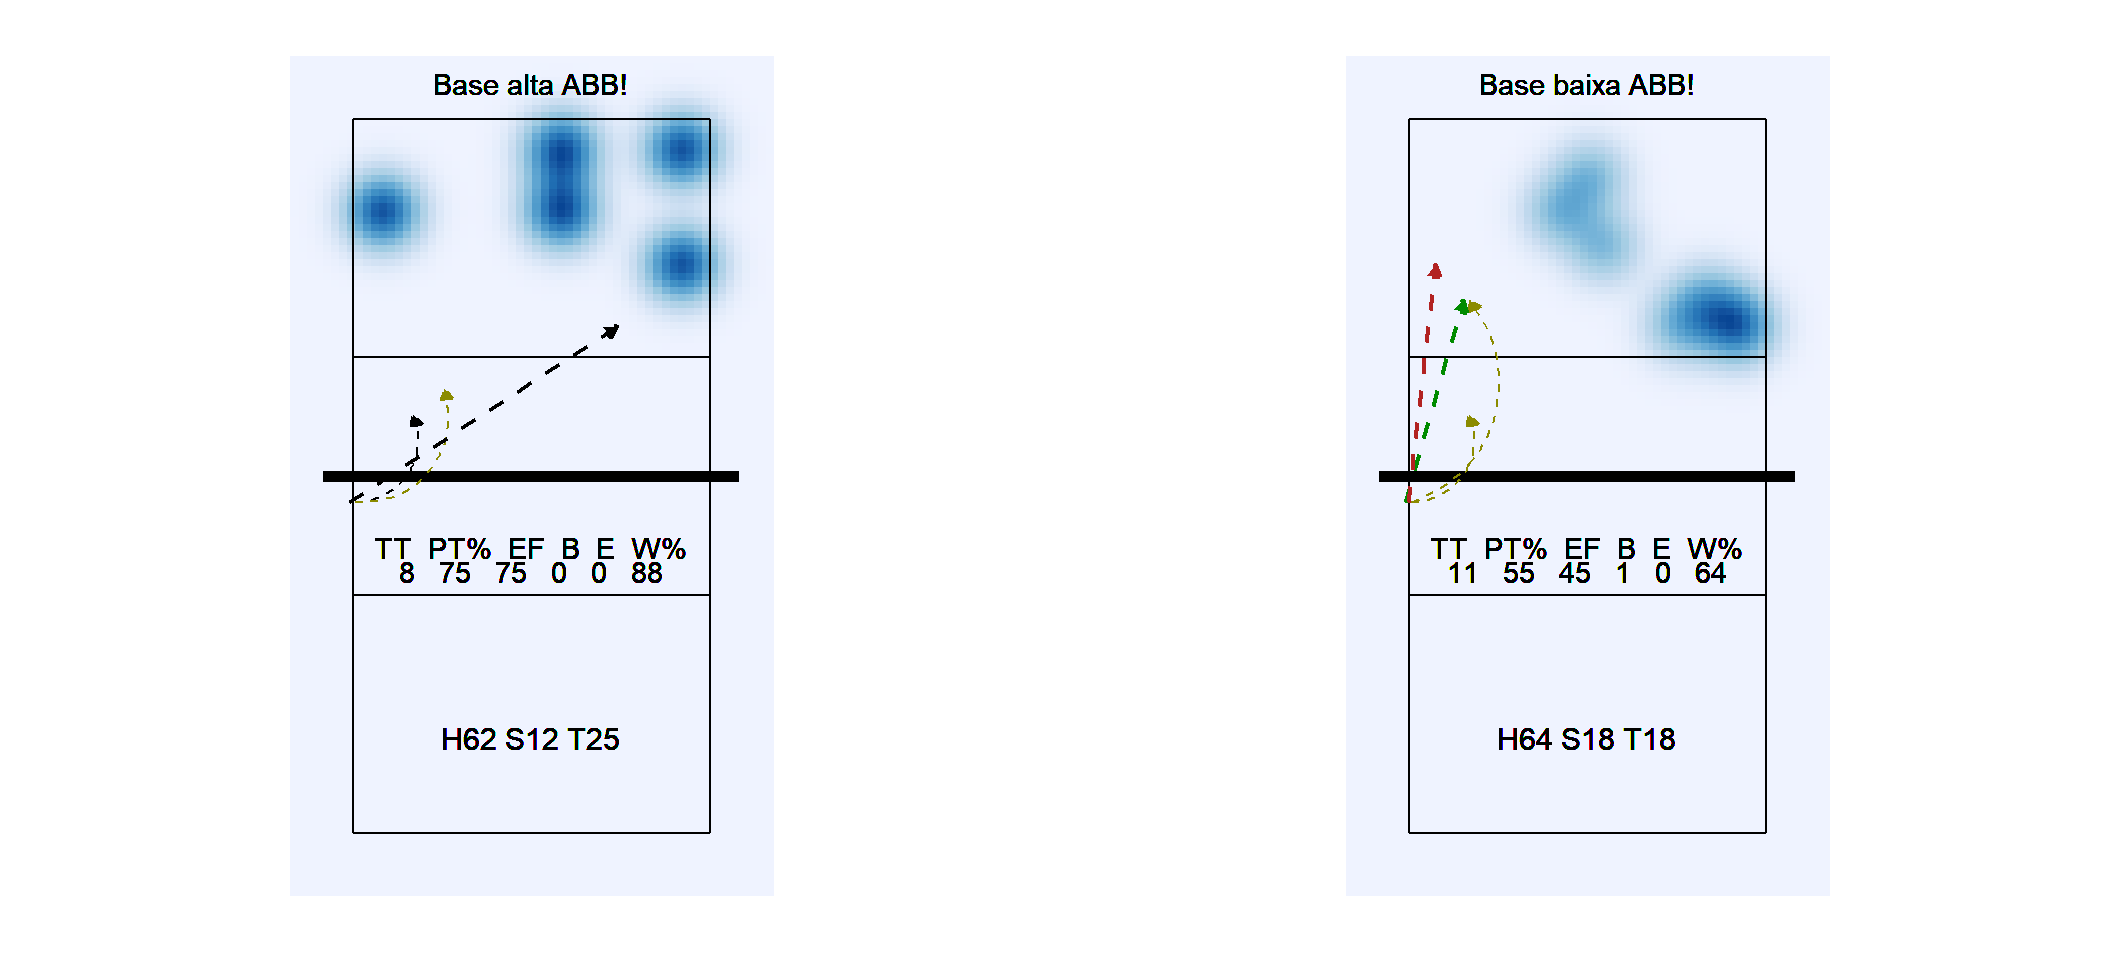 Base alta ABB!
TT PT% EF B E W%
8 75 75 0 0 88
H62 S12 T25
Base baixa ABB!
TT PT% EF B E W%
11 55 45 1 0 64
H64 S18 T18